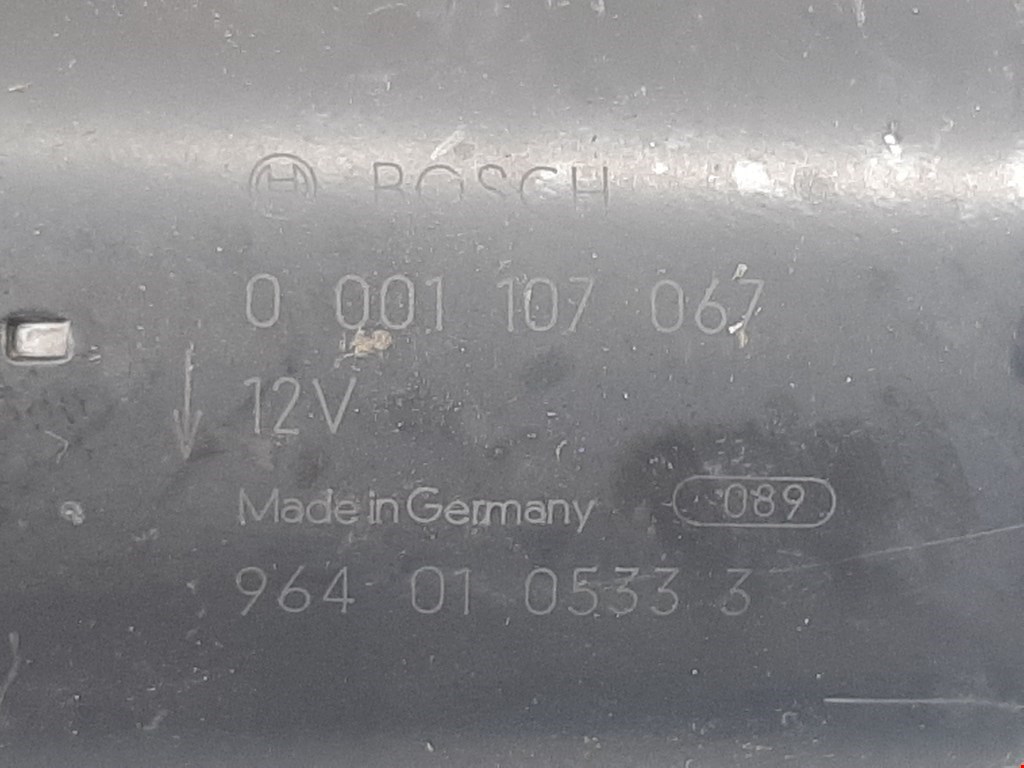 BOSCH
0 001 107 067
12V
Made in Germany 089
964 01 0533 3